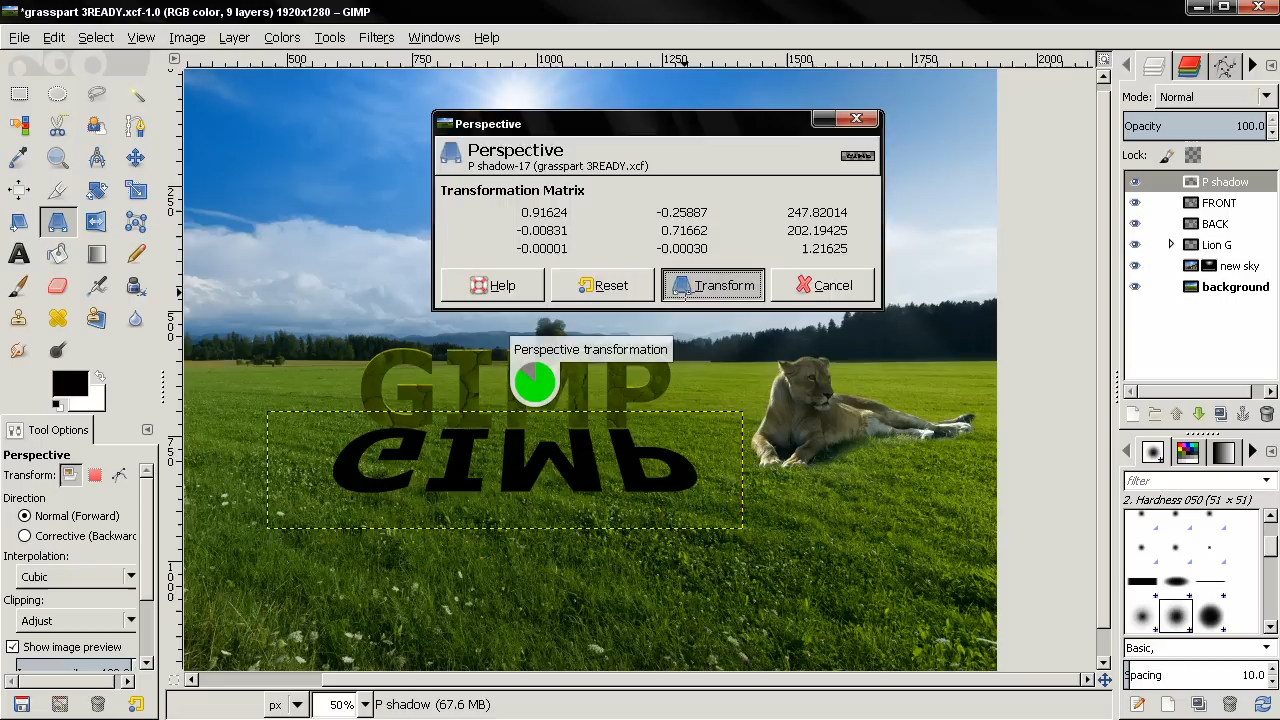 *grasspart 3READY.xcf-1.0 (RGB color, 9 layers) 1920x1280 – GIMP
File Edit Select View Image Layer Colors Tools Filters Windows Help
500 750 1000 1250 1500 1750 2000
Perspective
Perspective
P shadow-17 (grasspart 3READY.xcf)
Transformation Matrix
0.91624 -0.25887 247.82014
-0.00831 0.71662 202.19425
-0.00001 -0.00030 1.21625
Help Reset Transform Cancel
Perspective transformation
GIMP
GIMP
Mode: Normal
Opacity 100.0
Lock:
P shadow
FRONT
BACK
Lion G
new sky
background
filter
2. Hardness 050 (51 × 51)
Basic,
Spacing 10.0
Tool Options
Perspective
Transform:
Direction
Normal (Forward)
Corrective (Backwarc
Interpolation:
Cubic
Clipping:
Adjust
Show image preview
px 50% P shadow (67.6 MB)